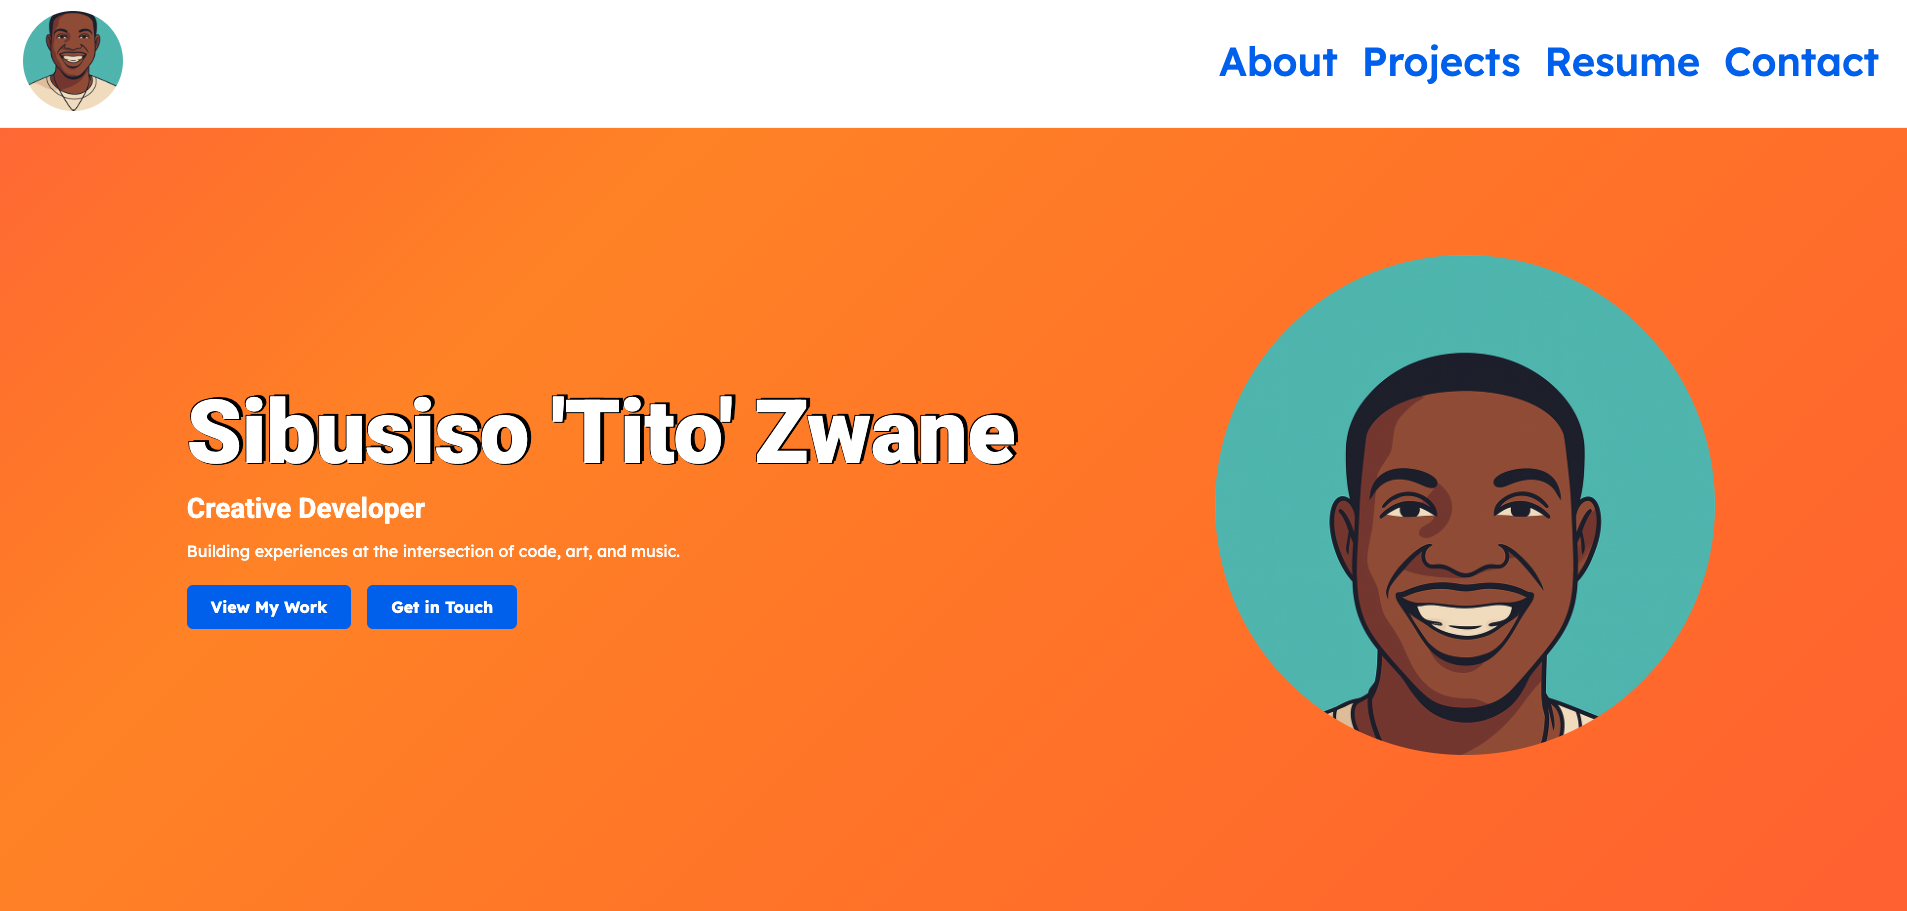 About Projects Resume Contact
Sibusiso 'Tito' Zwane
Creative Developer
Building experiences at the intersection of code, art, and music.
View My Work Get in Touch